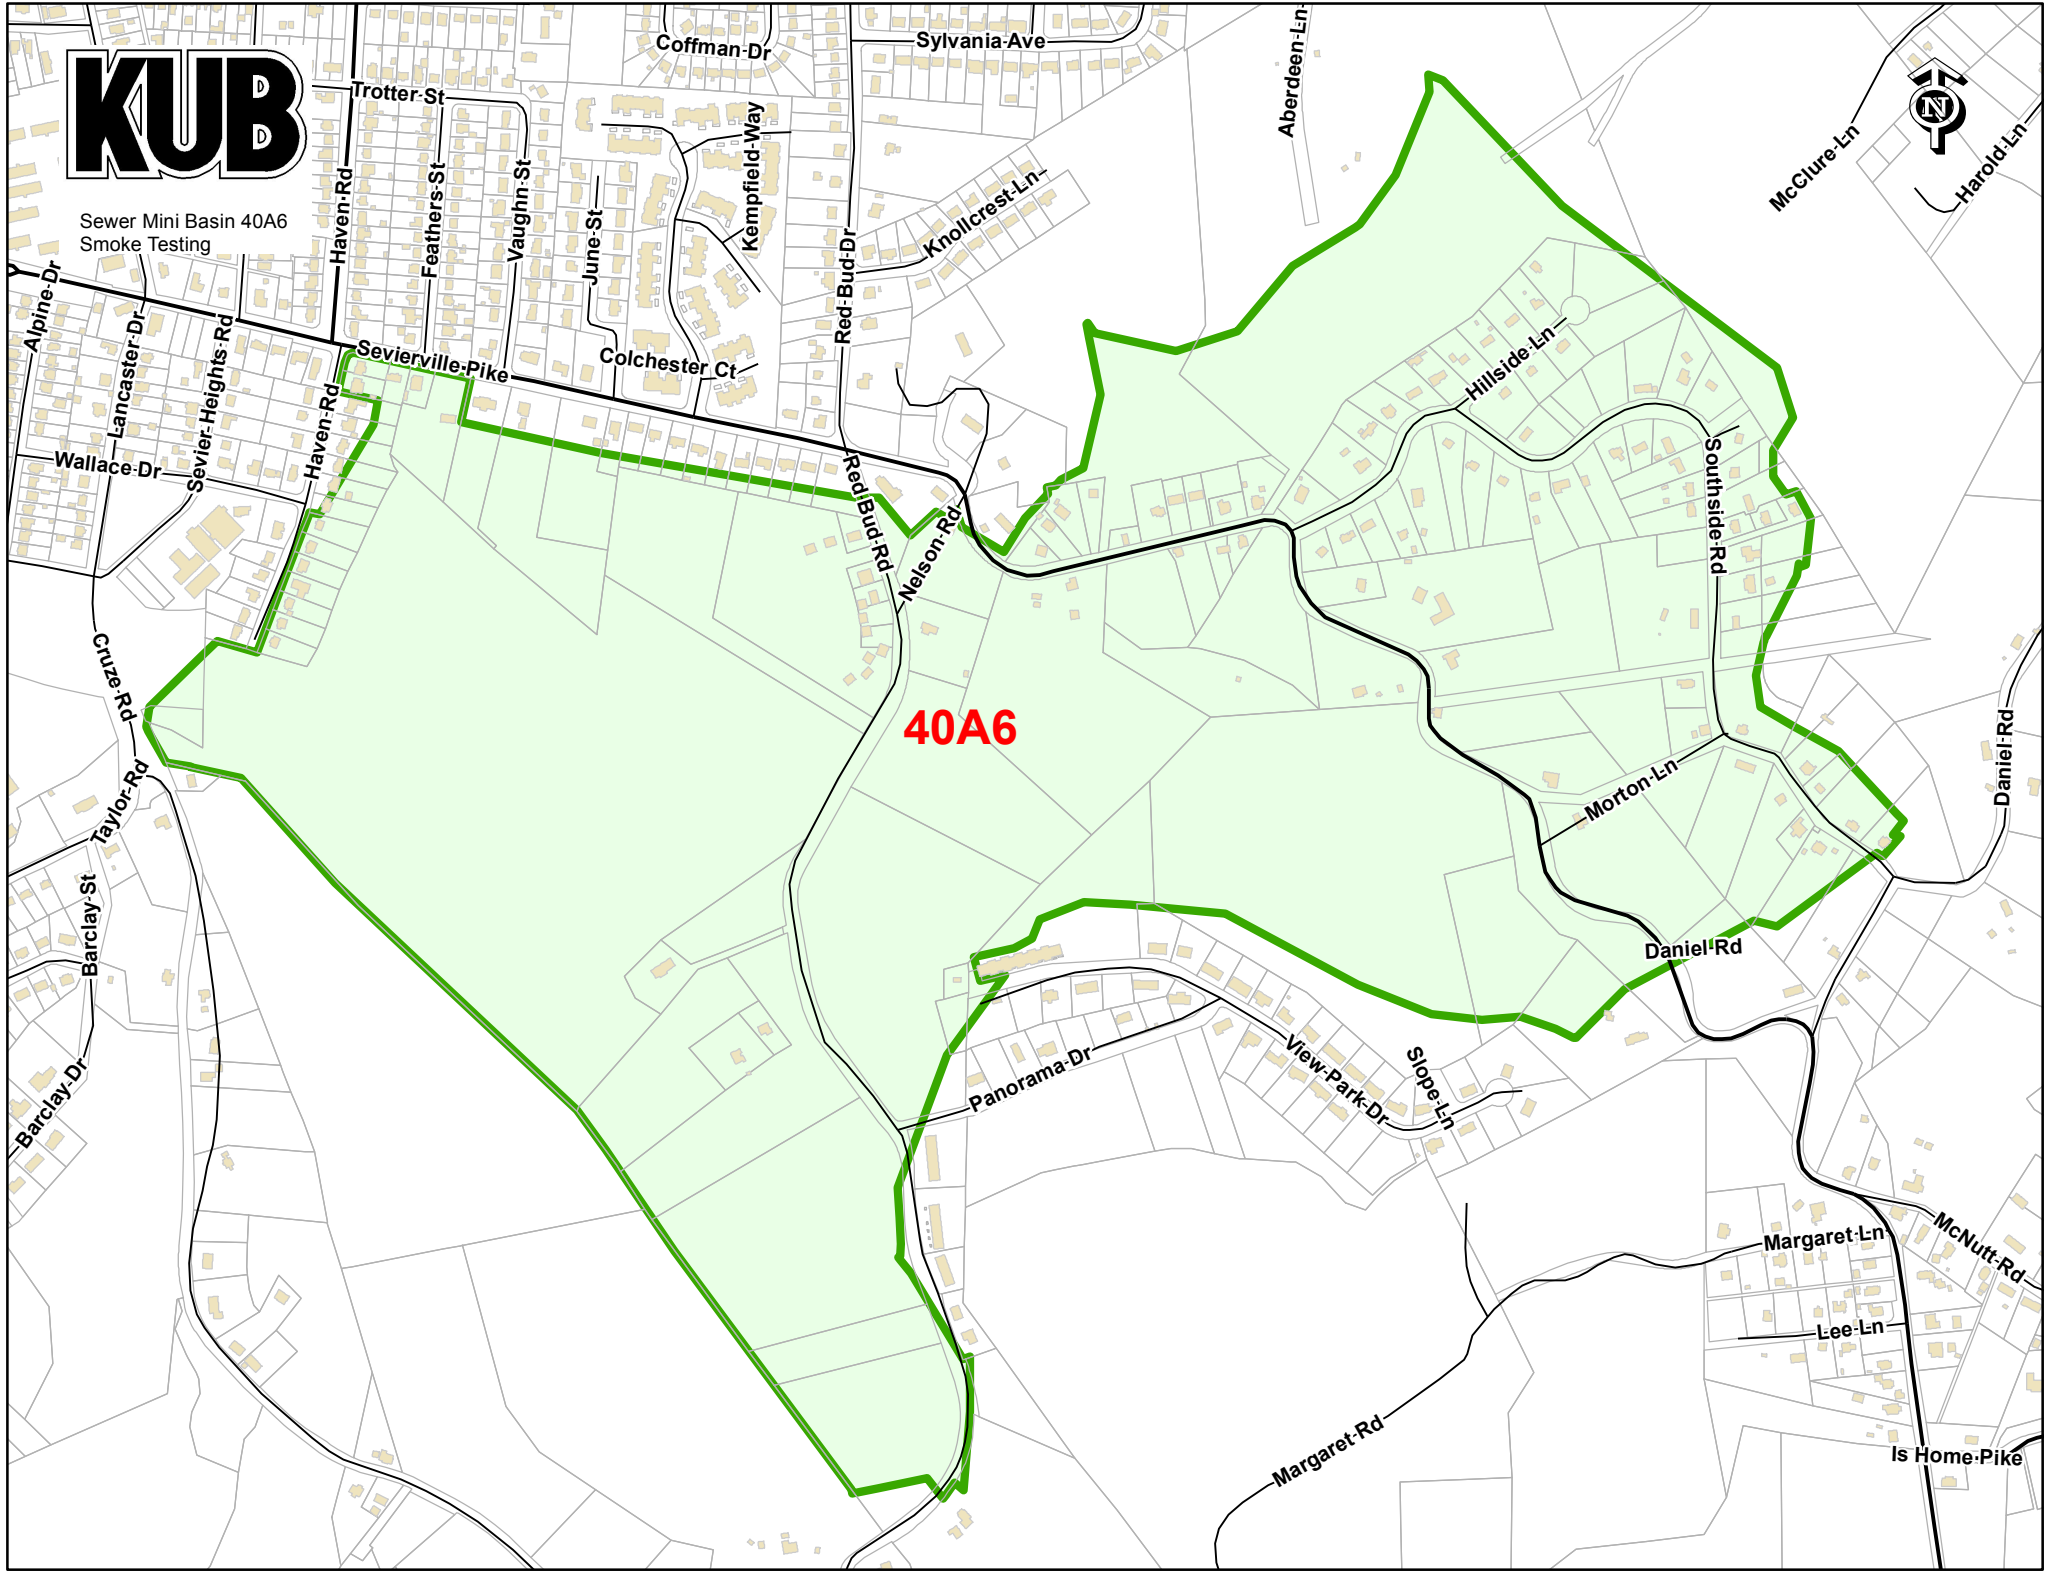 KUB
Sewer Mini Basin 40A6
Smoke Testing
Coffman Dr
Sylvania Ave
Aberdeen Ln
McClure Ln
Harold Ln
N
Trotter St
Haven Rd
Feathers St
Vaughn St
June St
Kempfield Way
Red Bud Dr
Knollcrest Ln
Alpine Dr
Lancaster Dr
Sevier Heights Rd
Haven Rd
Sevierville Pike
Colchester Ct
Wallace Dr
Red Bud Rd
Nelson Rd
Hillside Ln
Southside Rd
Cruze Rd
Taylor Rd
40A6
Morton Ln
Daniel Rd
Barclay St
Daniel Rd
Barclay Dr
Panorama Dr
View Park Dr
Slope Ln
Margaret Ln
McNutt Rd
Lee Ln
Margaret Rd
Is Home Pike